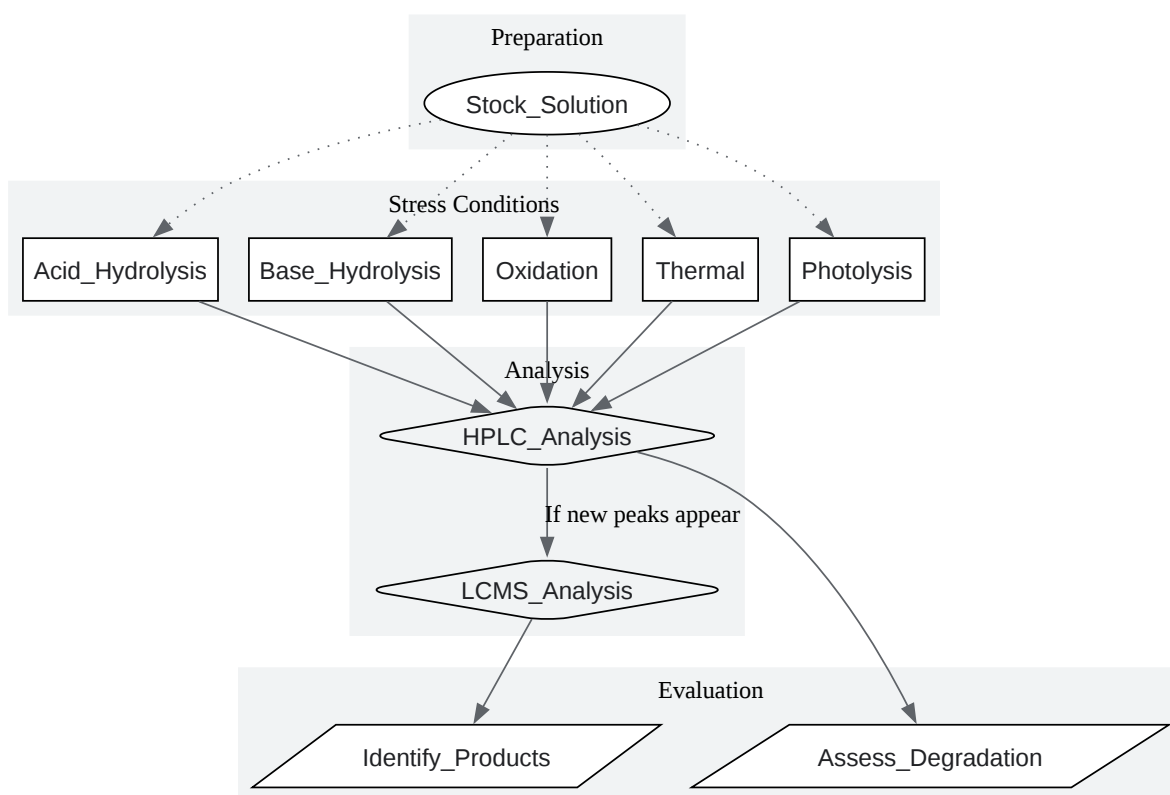 Preparation
Stock_Solution
Stress Conditions
Acid_Hydrolysis
Base_Hydrolysis
Oxidation
Thermal
Photolysis
Analysis
HPLC_Analysis
If new peaks appear
LCMS_Analysis
Evaluation
Identify_Products
Assess_Degradation